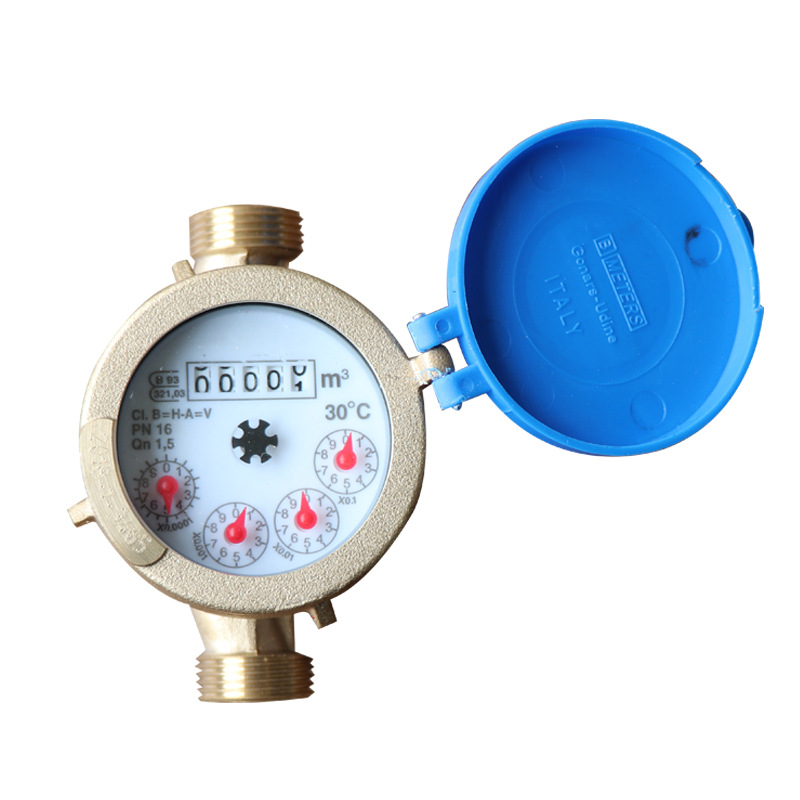 B METERS
Gonars-Udine
ITALY
0000
m³
B 93
321,03
30°C
Cl. B=H-A=V
PN 16
Qn 1,5
0 1 2 3 4 5 6 7 8 9
X0.1
0 1 2 3 4 5 6 7 8 9
X0.01
0 1 2 3 4 5 6 7 8 9
X0.001
0 1 2 3 4 5 6 7 8 9
X0.0001